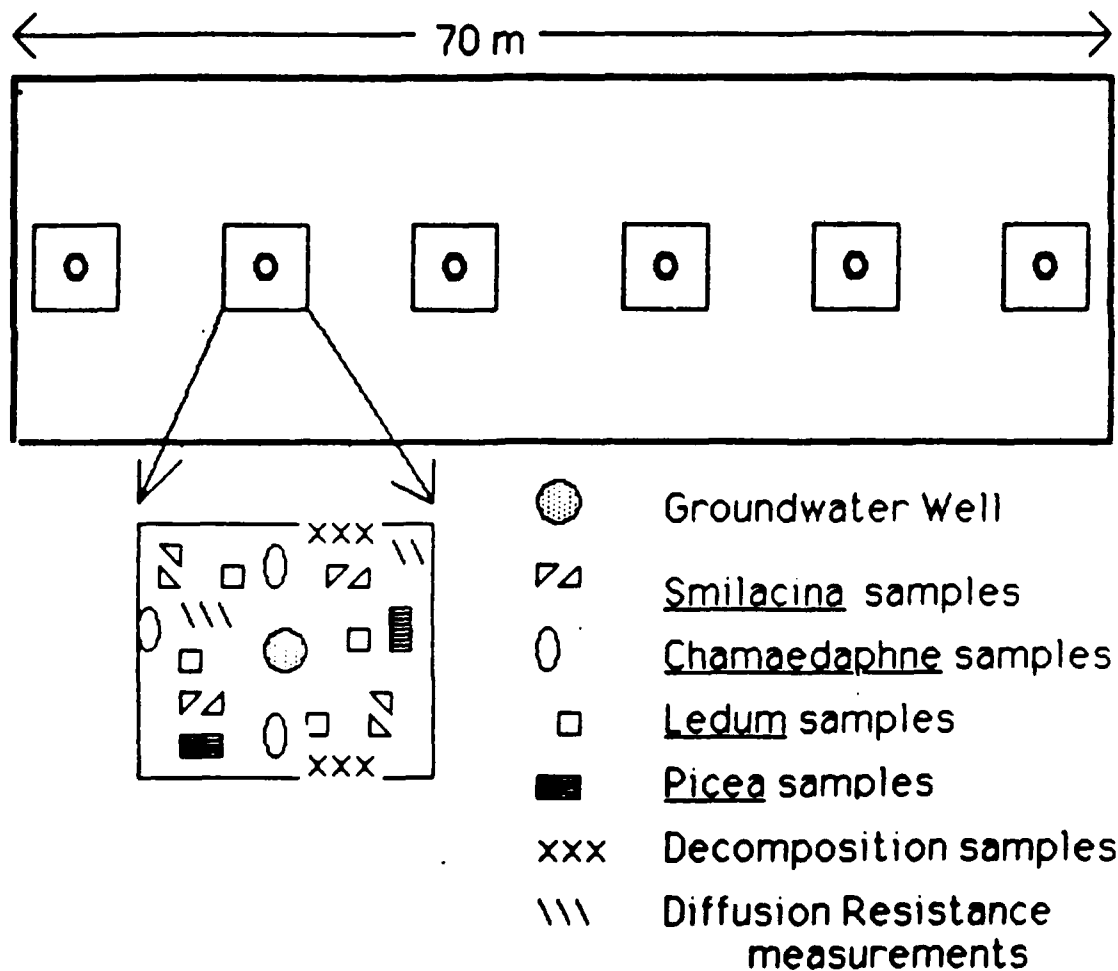 70 m
Groundwater Well
Smilacina samples
Chamaedaphne samples
Ledum samples
Picea samples
xxx Decomposition samples
Diffusion Resistance
measurements
xxx
xxx